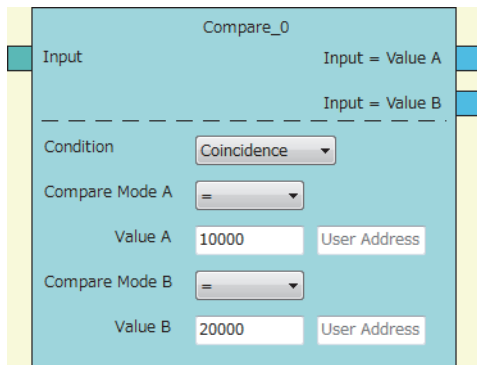 Compare_0
Input Input = Value A
Input = Value B
Condition Coincidence
Compare Mode A =
Value A 10000 User Address
Compare Mode B =
Value B 20000 User Address